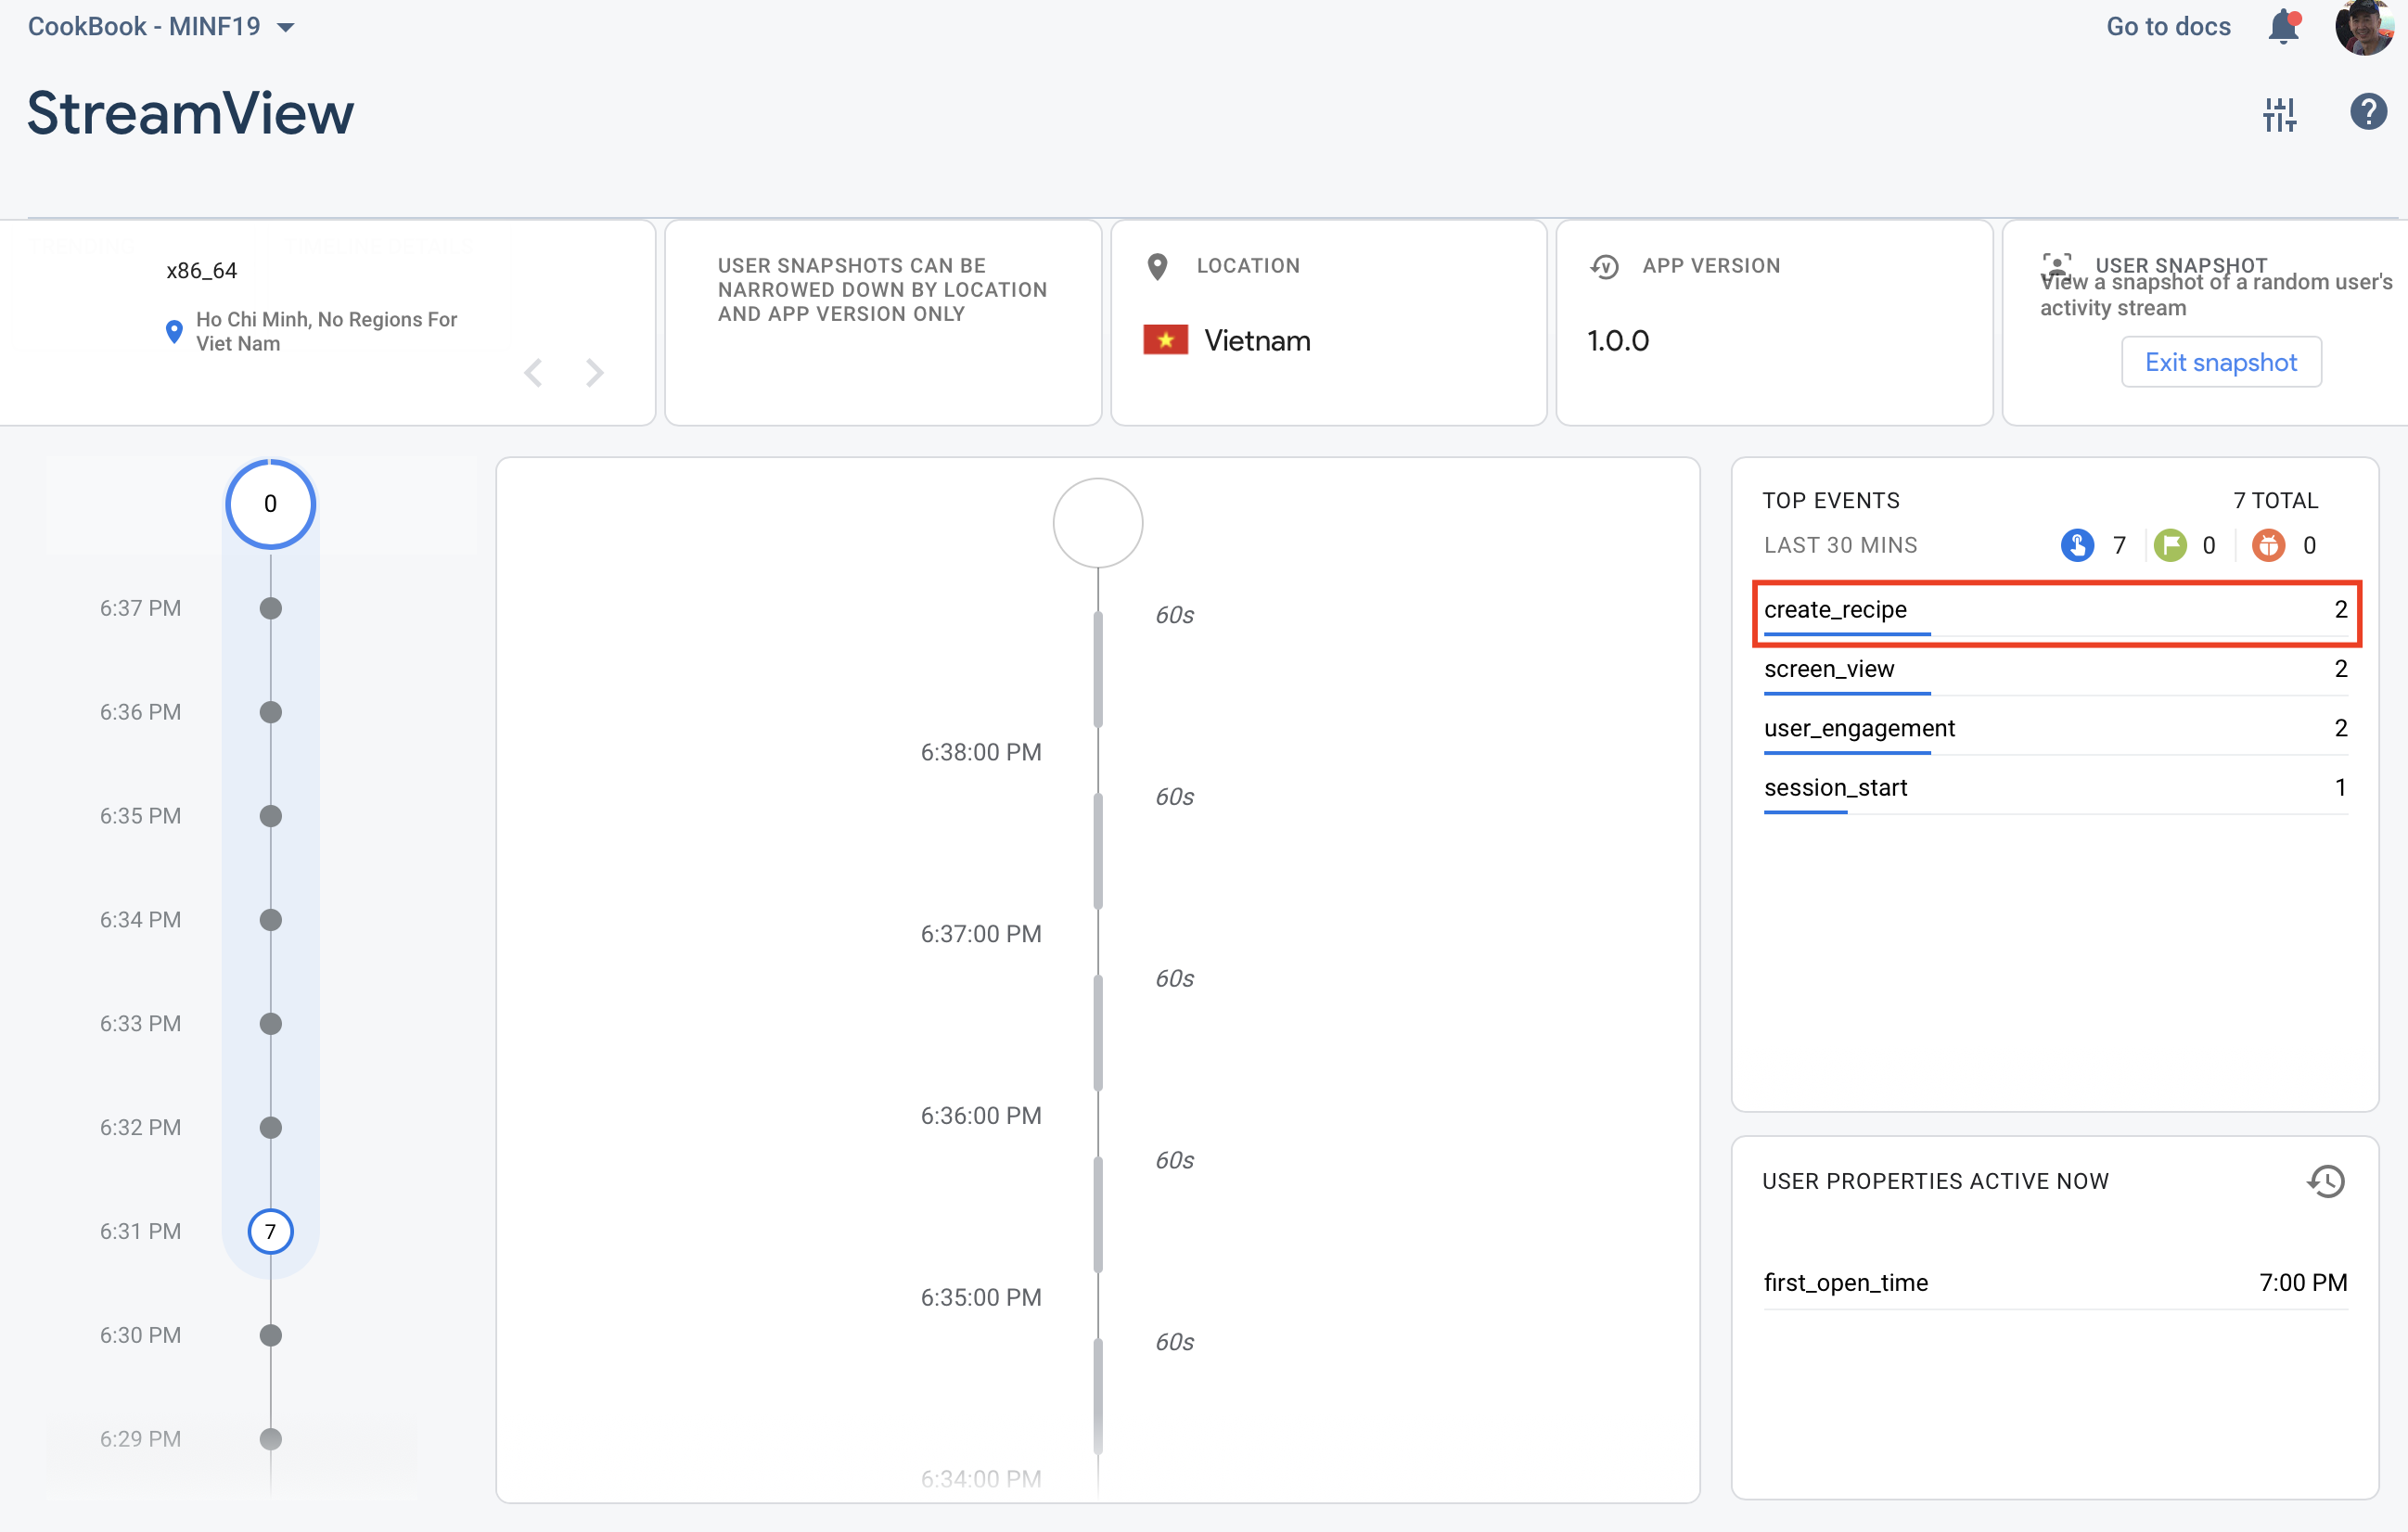 CookBook - MINF19
Go to docs
StreamView
x86_64
Ho Chi Minh, No Regions For
Viet Nam
USER SNAPSHOTS CAN BE
NARROWED DOWN BY LOCATION
AND APP VERSION ONLY
LOCATION
Vietnam
APP VERSION
1.0.0
USER SNAPSHOT
View a snapshot of a random user's
activity stream
Exit snapshot
0
6:37 PM
6:36 PM
6:35 PM
6:34 PM
6:33 PM
6:32 PM
6:31 PM
7
6:30 PM
6:29 PM
60s
6:38:00 PM
60s
6:37:00 PM
60s
6:36:00 PM
60s
6:35:00 PM
60s
6:34:00 PM
TOP EVENTS
7 TOTAL
LAST 30 MINS
7
0
0
create_recipe 2
screen_view 2
user_engagement 2
session_start 1
USER PROPERTIES ACTIVE NOW
first_open_time 7:00 PM